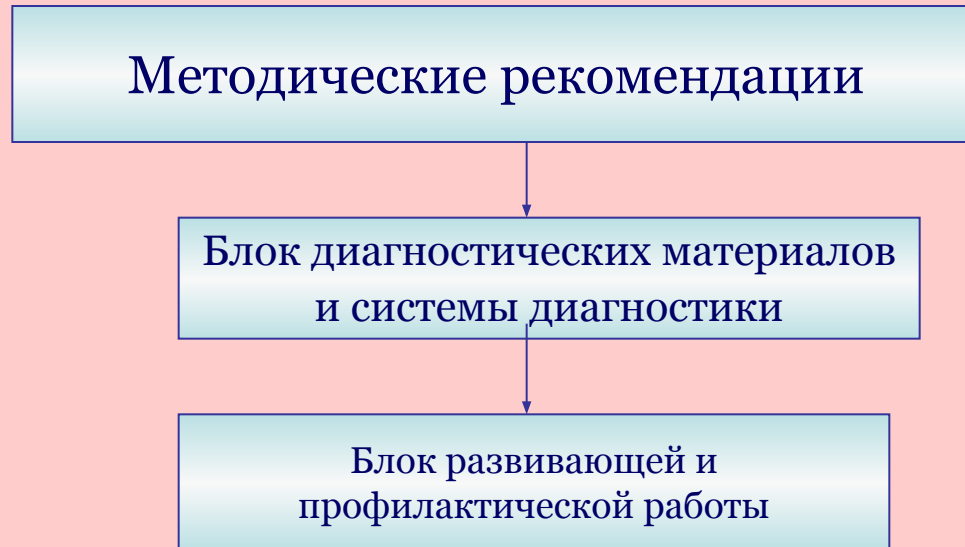 Методические рекомендации
Блок диагностических материалов
и системы диагностики
Блок развивающей и
профилактической работы